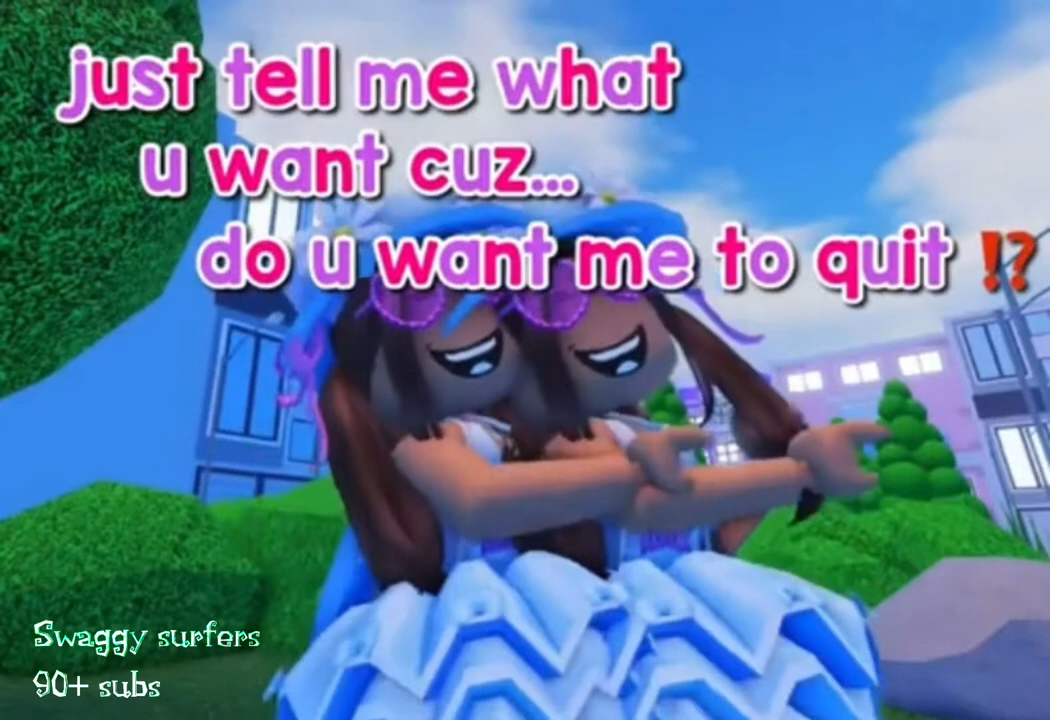 just tell me what
u want cuz...
do u want me to quit ⁉️
Swaggy surfers
90+ subs